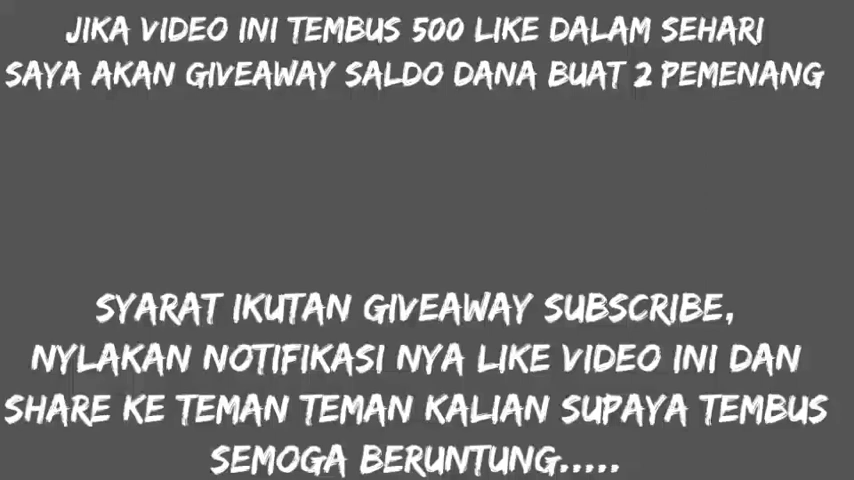 JIKA VIDEO INI TEMBUS 500 LIKE DALAM SEHARI
SAYA AKAN GIVEAWAY SALDO DANA BUAT 2 PEMENANG
SYARAT IKUTAN GIVEAWAY SUBSCRIBE,
NYLAKAN NOTIFIKASI NYA LIKE VIDEO INI DAN
SHARE KE TEMAN TEMAN KALIAN SUPAYA TEMBUS
SEMOGA BERUNTUNG.....